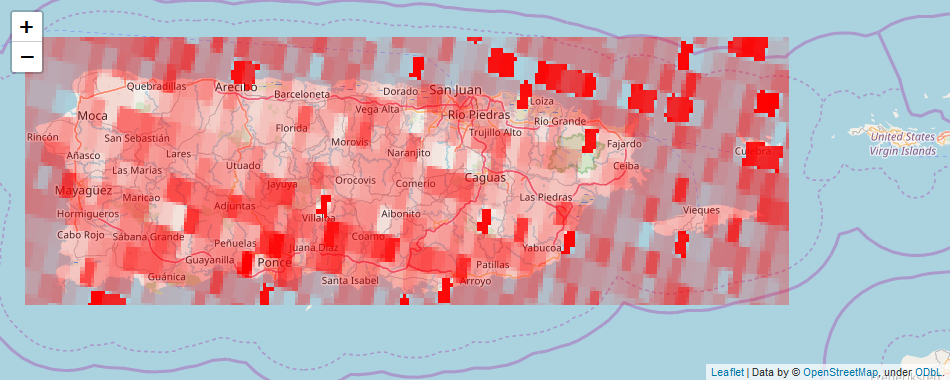 +
−
Quebradillas
Arecibo
Barceloneta
Dorado
San Juan
Loíza
Moca
Vega Alta
Río Piedras
Río Grande
Rincón
San Sebastián
Florida
Morovis
Trujillo Alto
Fajardo
United States
Virgin Islands
Añasco
Lares
Naranjito
Culebra
Las Marías
Utuado
Ceiba
Mayagüez
Jayuya
Orocovis
Comerío
Caguas
Maricao
Adjuntas
Las Piedras
Hormigueros
Villalba
Aibonito
Vieques
Cabo Rojo
Sábana Grande
Peñuelas
Juana Díaz
Coamo
Yabucoa
Guayanilla
Ponce
Patillas
Guánica
Santa Isabel
Arroyo
Leaflet | Data by © OpenStreetMap, under ODbL.